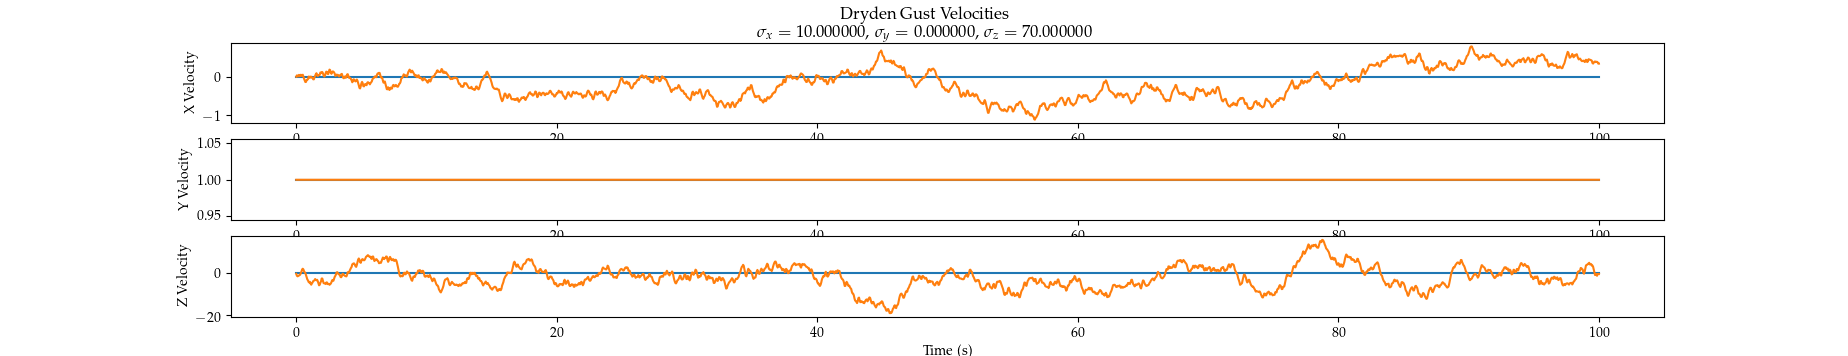 Dryden Gust Velocities
σx = 10.000000, σy = 0.000000, σz = 70.000000
X Velocity
0
−1
0 20 40 60 80 100
Y Velocity
1.05
1.00
0.95
0 20 40 60 80 100
Z Velocity
0
−20
0 20 40 60 80 100
Time (s)